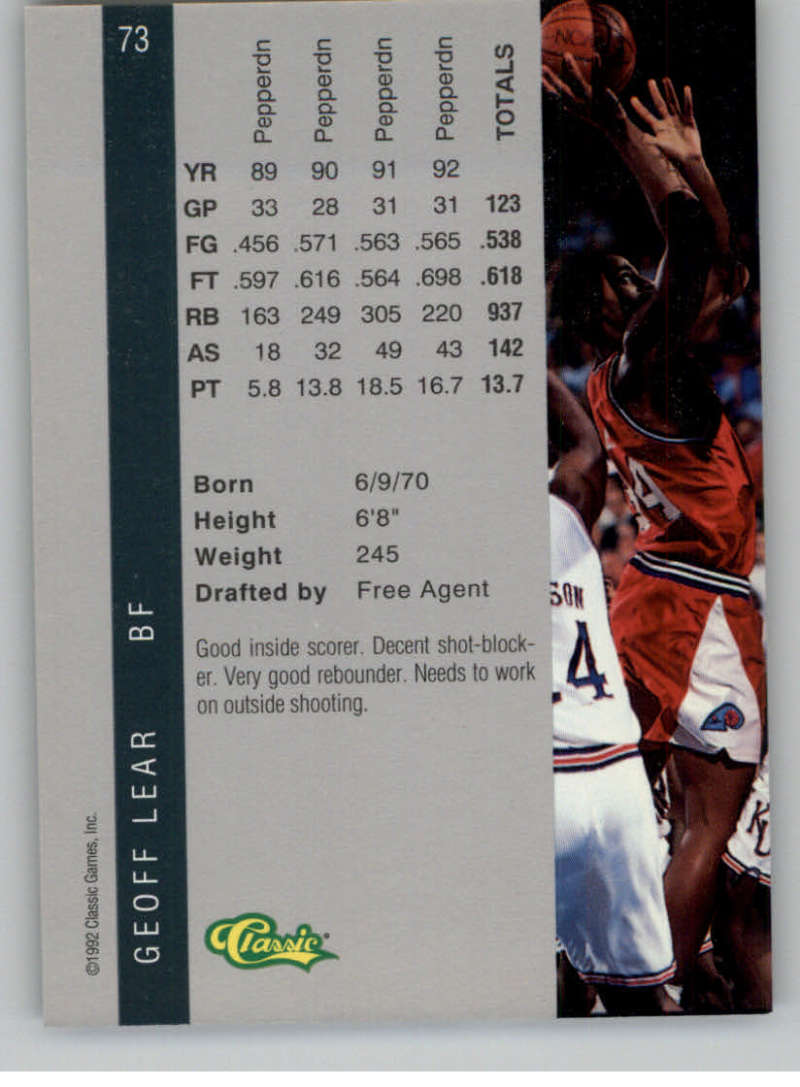 73
Pepperdn Pepperdn Pepperdn Pepperdn TOTALS
YR 89 90 91 92
GP 33 28 31 31 123
FG .456 .571 .563 .565 .538
FT .597 .616 .564 .698 .618
RB 163 249 305 220 937
AS 18 32 49 43 142
PT 5.8 13.8 18.5 16.7 13.7
Born 6/9/70
Height 6'8"
Weight 245
Drafted by Free Agent
Good inside scorer. Decent shot-block-
er. Very good rebounder. Needs to work
on outside shooting.
GEOFF LEAR BF
©1992 Classic Games, Inc.
Classic
SON
4
4
KU